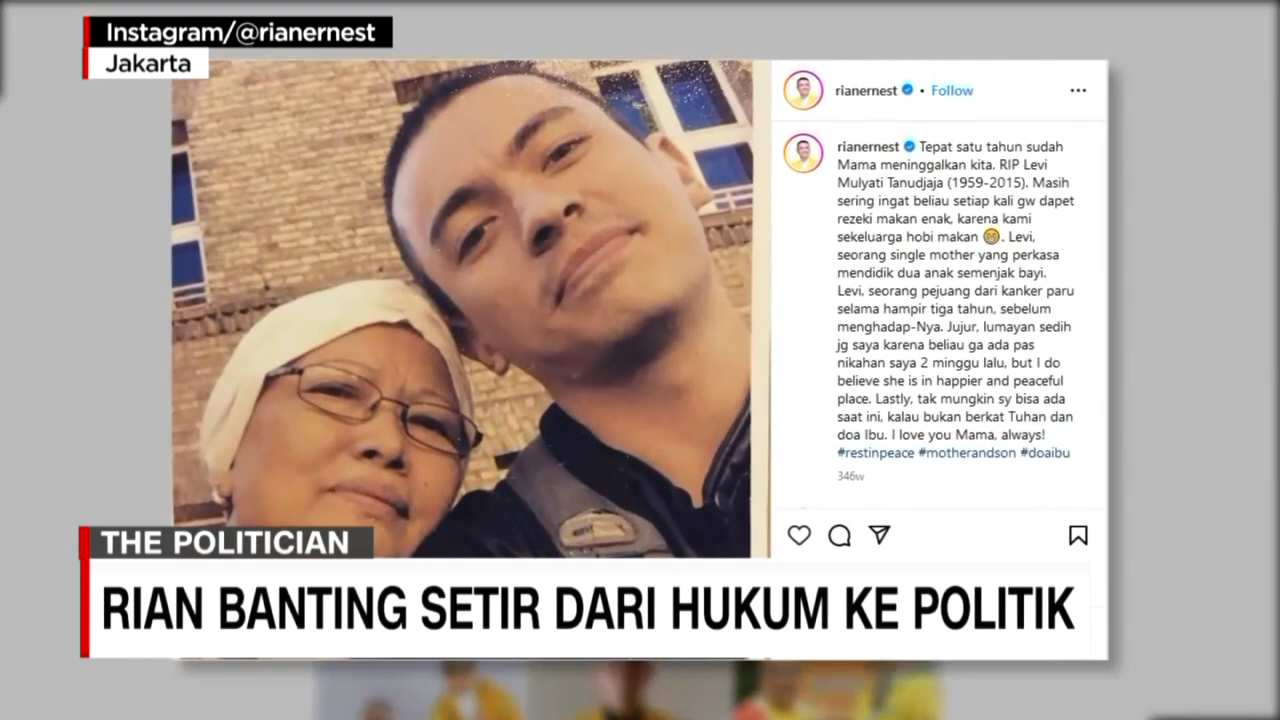 Instagram/@rianernest
Jakarta
rianernest • Follow
rianernest Tepat satu tahun sudah
Mama meninggalkan kita. RIP Levi
Mulyati Tanudjaja (1959-2015). Masih
sering ingat beliau setiap kali gw dapet
rezeki makan enak, karena kami
sekeluarga hobi makan 😁. Levi,
seorang single mother yang perkasa
mendidik dua anak semenjak bayi.
Levi, seorang pejuang dari kanker paru
selama hampir tiga tahun, sebelum
menghadap-Nya. Jujur, lumayan sedih
jg saya karena beliau ga ada pas
nikahan saya 2 minggu lalu, but I do
believe she is in happier and peaceful
place. Lastly, tak mungkin sy bisa ada
saat ini, kalau bukan berkat Tuhan dan
doa Ibu. I love you Mama, always!
#restinpeace #motherandson #doaibu
346w
THE POLITICIAN
RIAN BANTING SETIR DARI HUKUM KE POLITIK